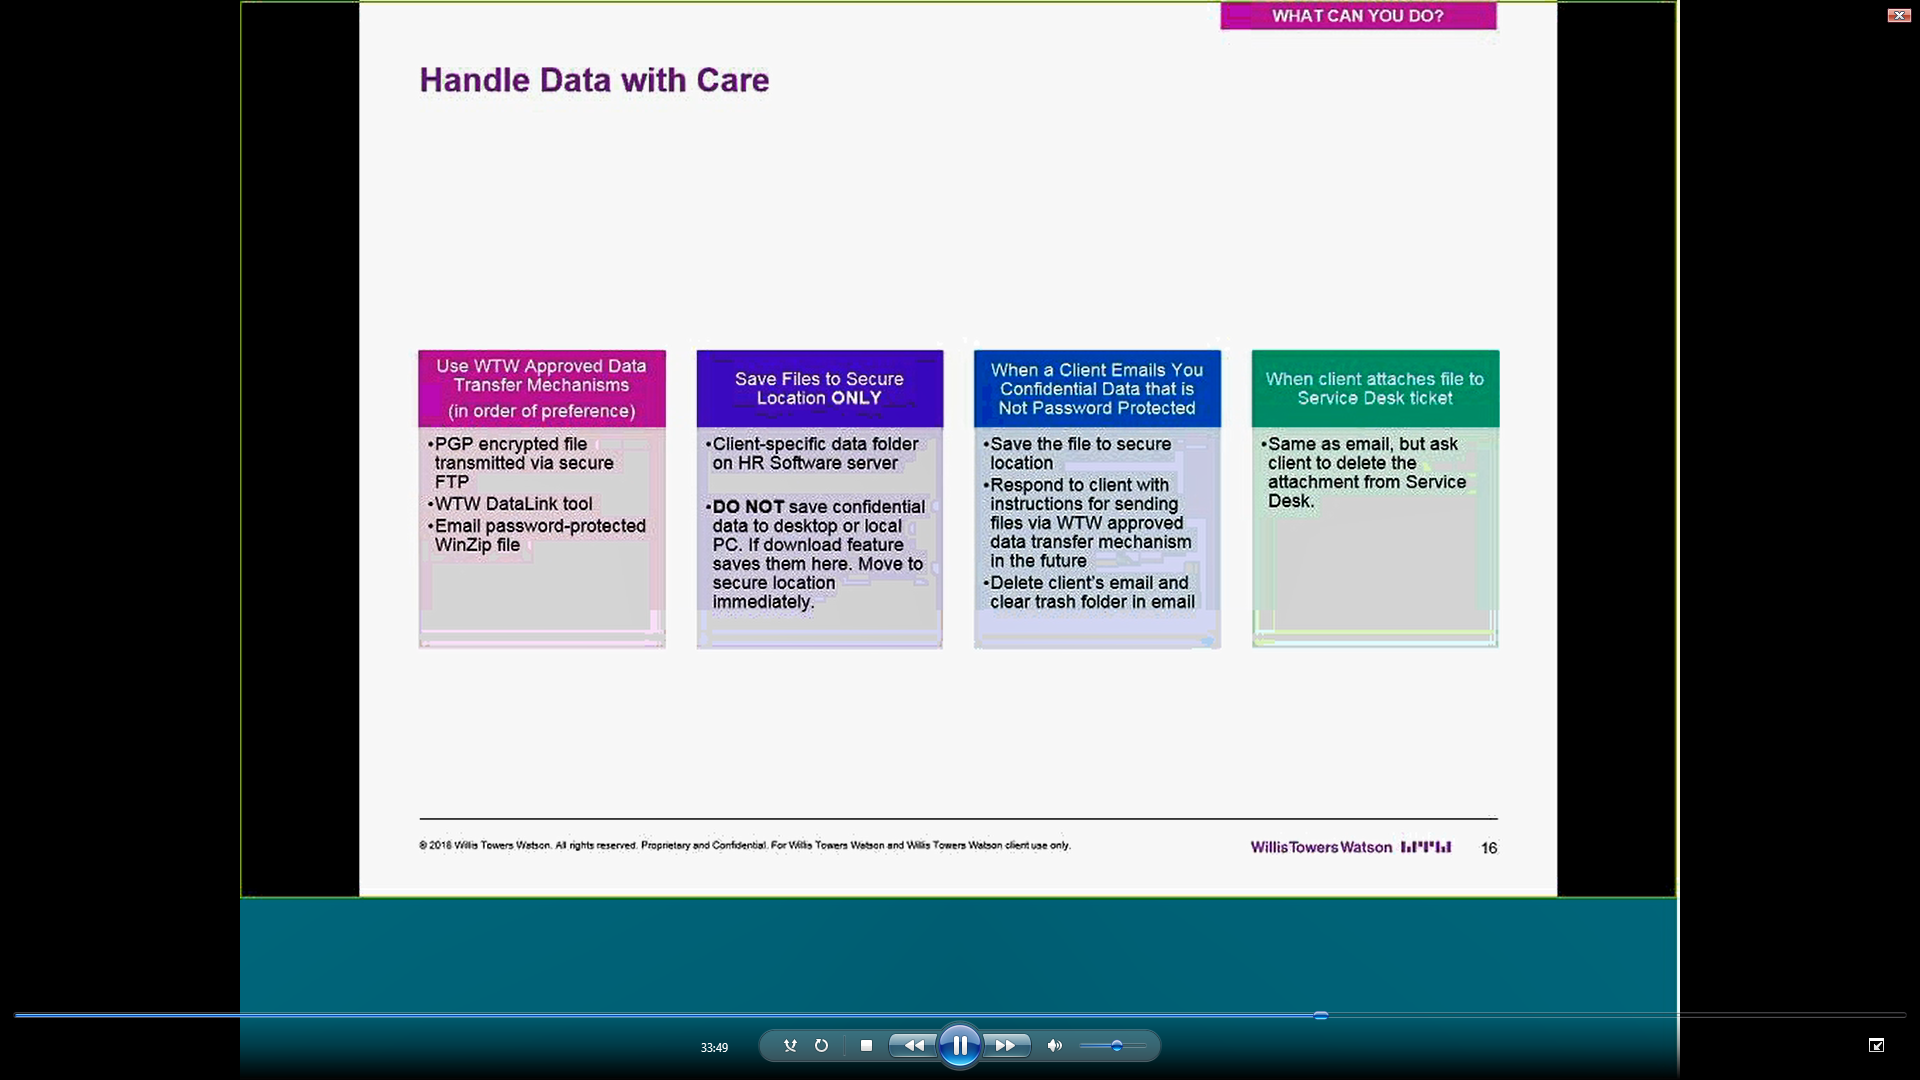 WHAT CAN YOU DO?
Handle Data with Care
Use WTW Approved Data
Transfer Mechanisms
(in order of preference)
•PGP encrypted file
transmitted via secure
FTP
•WTW DataLink tool
•Email password-protected
WinZip file
Save Files to Secure
Location ONLY
•Client-specific data folder
on HR Software server
•DO NOT save confidential
data to desktop or local
PC. If download feature
saves them here. Move to
secure location
immediately.
When a Client Emails You
Confidential Data that is
Not Password Protected
•Save the file to secure
location
•Respond to client with
instructions for sending
files via WTW approved
data transfer mechanism
in the future
•Delete client's email and
clear trash folder in email
When client attaches file to
Service Desk ticket
•Same as email, but ask
client to delete the
attachment from Service
Desk.
© 2016 Willis Towers Watson. All rights reserved. Proprietary and Confidential. For Willis Towers Watson and Willis Towers Watson client use only.
WillisTowersWatson
16
33:49